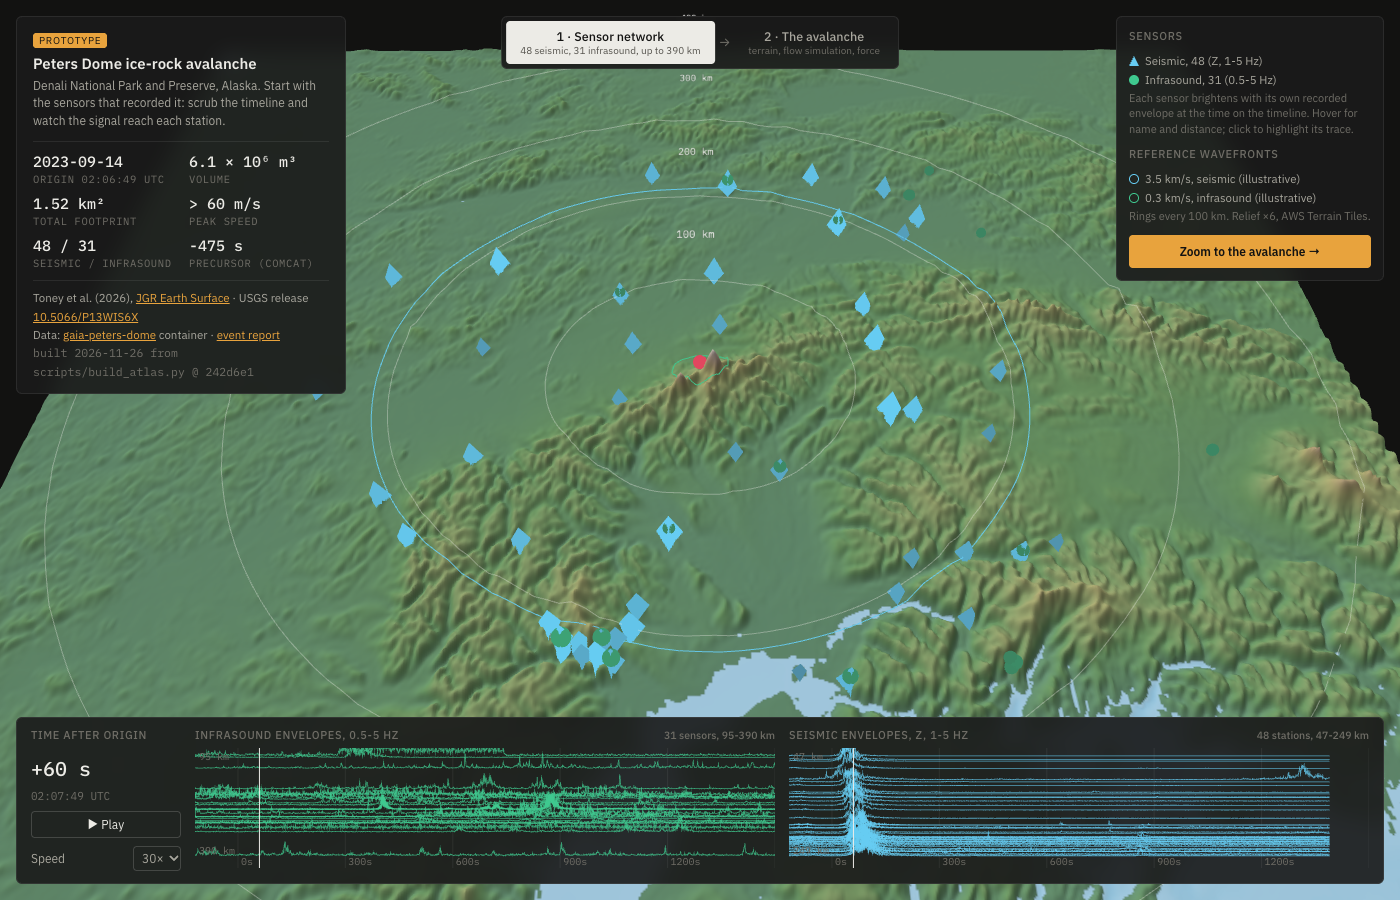 PROTOTYPE
Peters Dome ice-rock avalanche
Denali National Park and Preserve, Alaska. Start with
the sensors that recorded it: scrub the timeline and
watch the signal reach each station.
2023-09-14
ORIGIN 02:06:49 UTC
6.1 × 10⁶ m³
VOLUME
1.52 km²
TOTAL FOOTPRINT
> 60 m/s
PEAK SPEED
48 / 31
SEISMIC / INFRASOUND
-475 s
PRECURSOR (COMCAT)
Toney et al. (2026), JGR Earth Surface · USGS release
10.5066/P13WIS6X
Data: gaia-peters-dome container · event report
built 2026-11-26 from
scripts/build_atlas.py @ 242d6e1
1 · Sensor network
48 seismic, 31 infrasound, up to 390 km
→
2 · The avalanche
terrain, flow simulation, force
300 km
200 km
100 km
SENSORS
Seismic, 48 (Z, 1-5 Hz)
Infrasound, 31 (0.5-5 Hz)
Each sensor brightens with its own recorded
envelope at the time on the timeline. Hover for
name and distance; click to highlight its trace.
REFERENCE WAVEFRONTS
3.5 km/s, seismic (illustrative)
0.3 km/s, infrasound (illustrative)
Rings every 100 km. Relief ×6, AWS Terrain Tiles.
Zoom to the avalanche →
TIME AFTER ORIGIN
+60 s
02:07:49 UTC
▶ Play
Speed
30×
INFRASOUND ENVELOPES, 0.5-5 HZ
31 sensors, 95-390 km
95 km
390 km
0s
300s
600s
900s
1200s
SEISMIC ENVELOPES, Z, 1-5 HZ
48 stations, 47-249 km
47 km
0s
300s
600s
900s
1200s